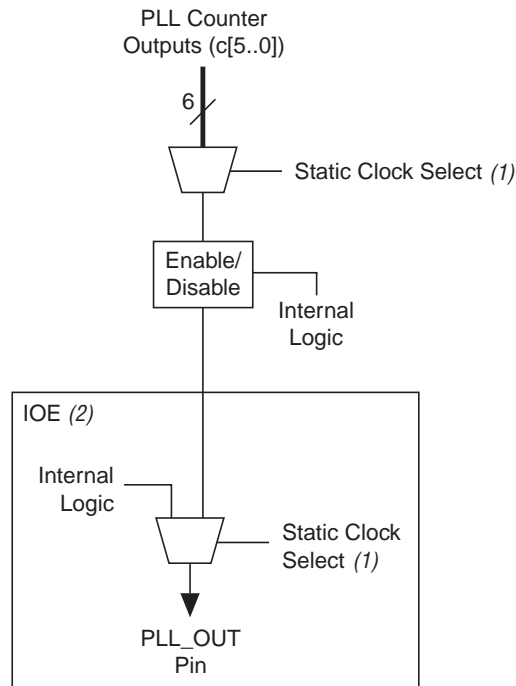 PLL Counter
Outputs (c[5..0])
6
Static Clock Select (1)
Enable/
Disable
Internal
Logic
IOE (2)
Internal
Logic
Static Clock
Select (1)
PLL_OUT
Pin